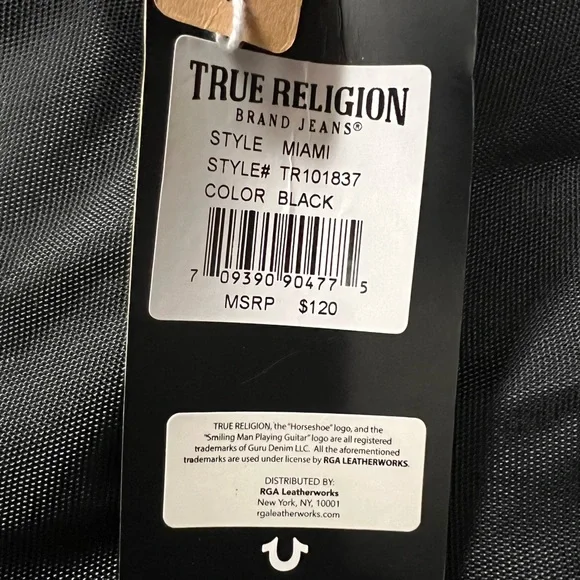 TRUE RELIGION
BRAND JEANS®
STYLE MIAMI
STYLE# TR101837
COLOR BLACK
7 09390 90477 5
MSRP $120
TRUE RELIGION, the "Horseshoe" logo, and the
"Smiling Man Playing Guitar" logo are all registered
trademarks of Guru Denim LLC. All the aforementioned
trademarks are used under license by RGA LEATHERWORKS.
DISTRIBUTED BY:
RGA Leatherworks
New York, NY, 10001
rgaleatherworks.com